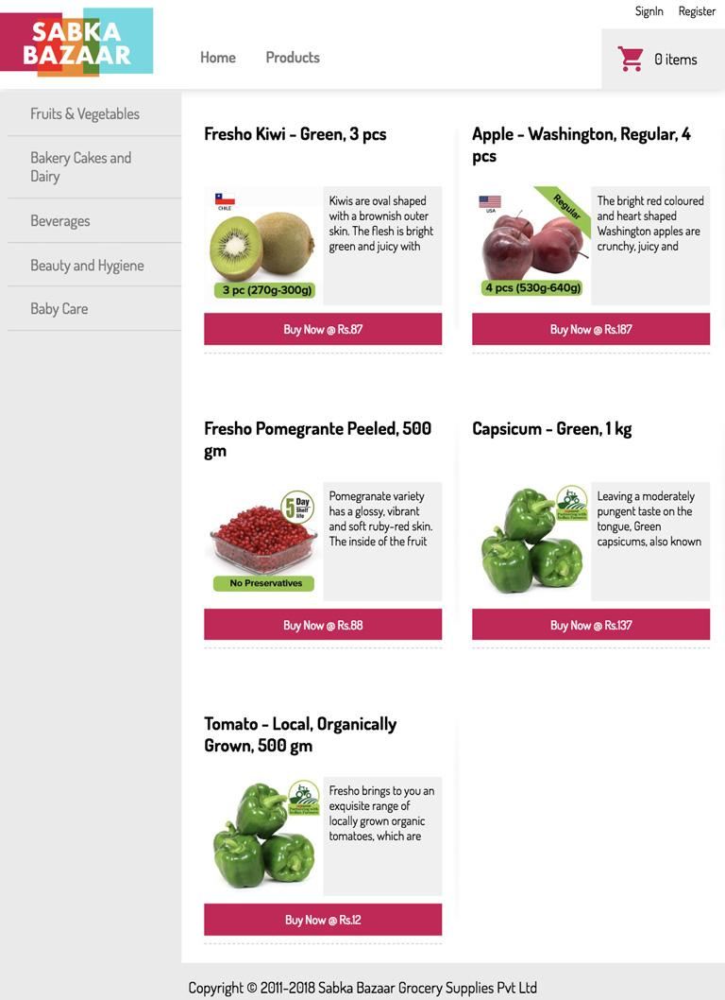 SignIn Register
SABKA
BAZAAR
Home Products
0 items
Fruits & Vegetables
Bakery Cakes and
Dairy
Beverages
Beauty and Hygiene
Baby Care
Fresho Kiwi - Green, 3 pcs
CHILE
3 pc (270g-300g)
Kiwis are oval shaped
with a brownish outer
skin. The flesh is bright
green and juicy with
Buy Now @ Rs.87
Apple - Washington, Regular, 4
pcs
USA
Regular
4 pcs (530g-640g)
The bright red coloured
and heart shaped
Washington apples are
crunchy, juicy and
Buy Now @ Rs.187
Fresho Pomegrante Peeled, 500
gm
5 Day
Shelf
life
No Preservatives
Pomegranate variety
has a glossy, vibrant
and soft ruby-red skin.
The inside of the fruit
Buy Now @ Rs.88
Capsicum - Green, 1 kg
Partnering with
Indian Farmers
Leaving a moderately
pungent taste on the
tongue, Green
capsicums, also known
Buy Now @ Rs.137
Tomato - Local, Organically
Grown, 500 gm
Partnering with
Indian Farmers
Fresho brings to you an
exquisite range of
locally grown organic
tomatoes, which are
Buy Now @ Rs.12
Copyright © 2011-2018 Sabka Bazaar Grocery Supplies Pvt Ltd